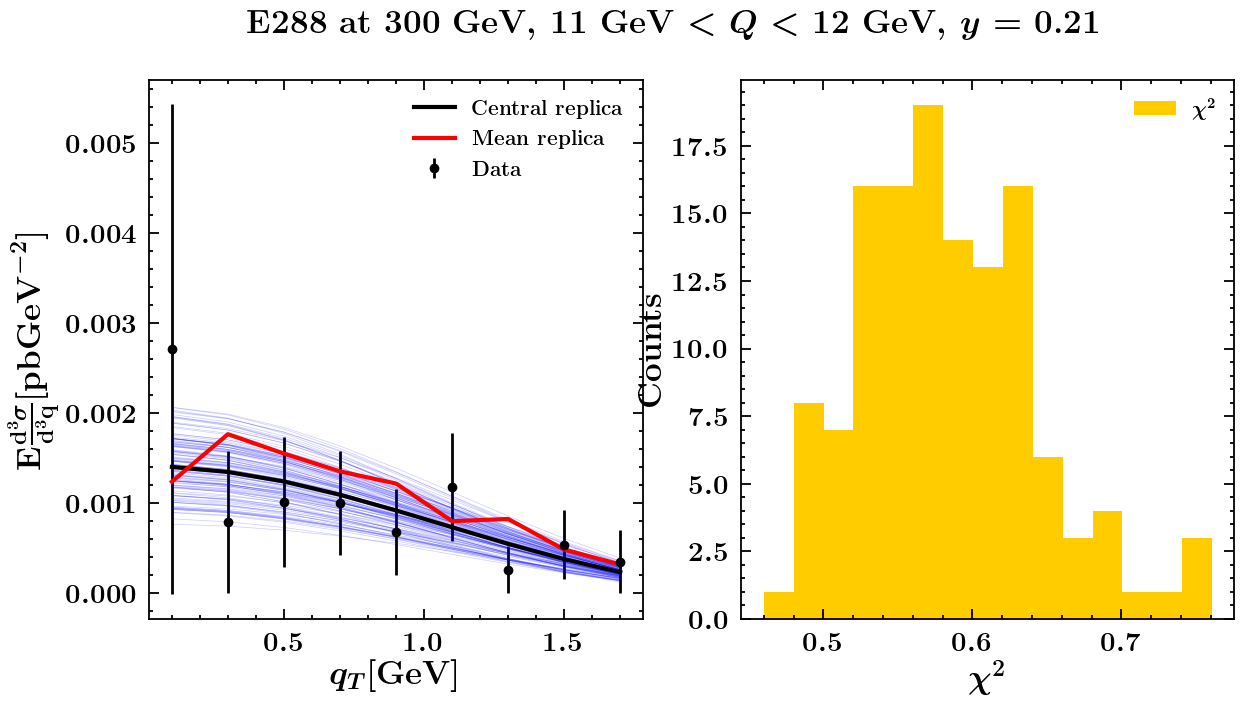 E288 at 300 GeV, 11 GeV < Q < 12 GeV, y = 0.21
Central replica
Mean replica
Data
0.005
0.004
0.003
0.002
0.001
0.000
E d³σ/d³q [pbGeV⁻²]
0.5 1.0 1.5
q_T[GeV]
χ²
17.5
15.0
12.5
10.0
7.5
5.0
2.5
0.0
Counts
0.5 0.6 0.7
χ²